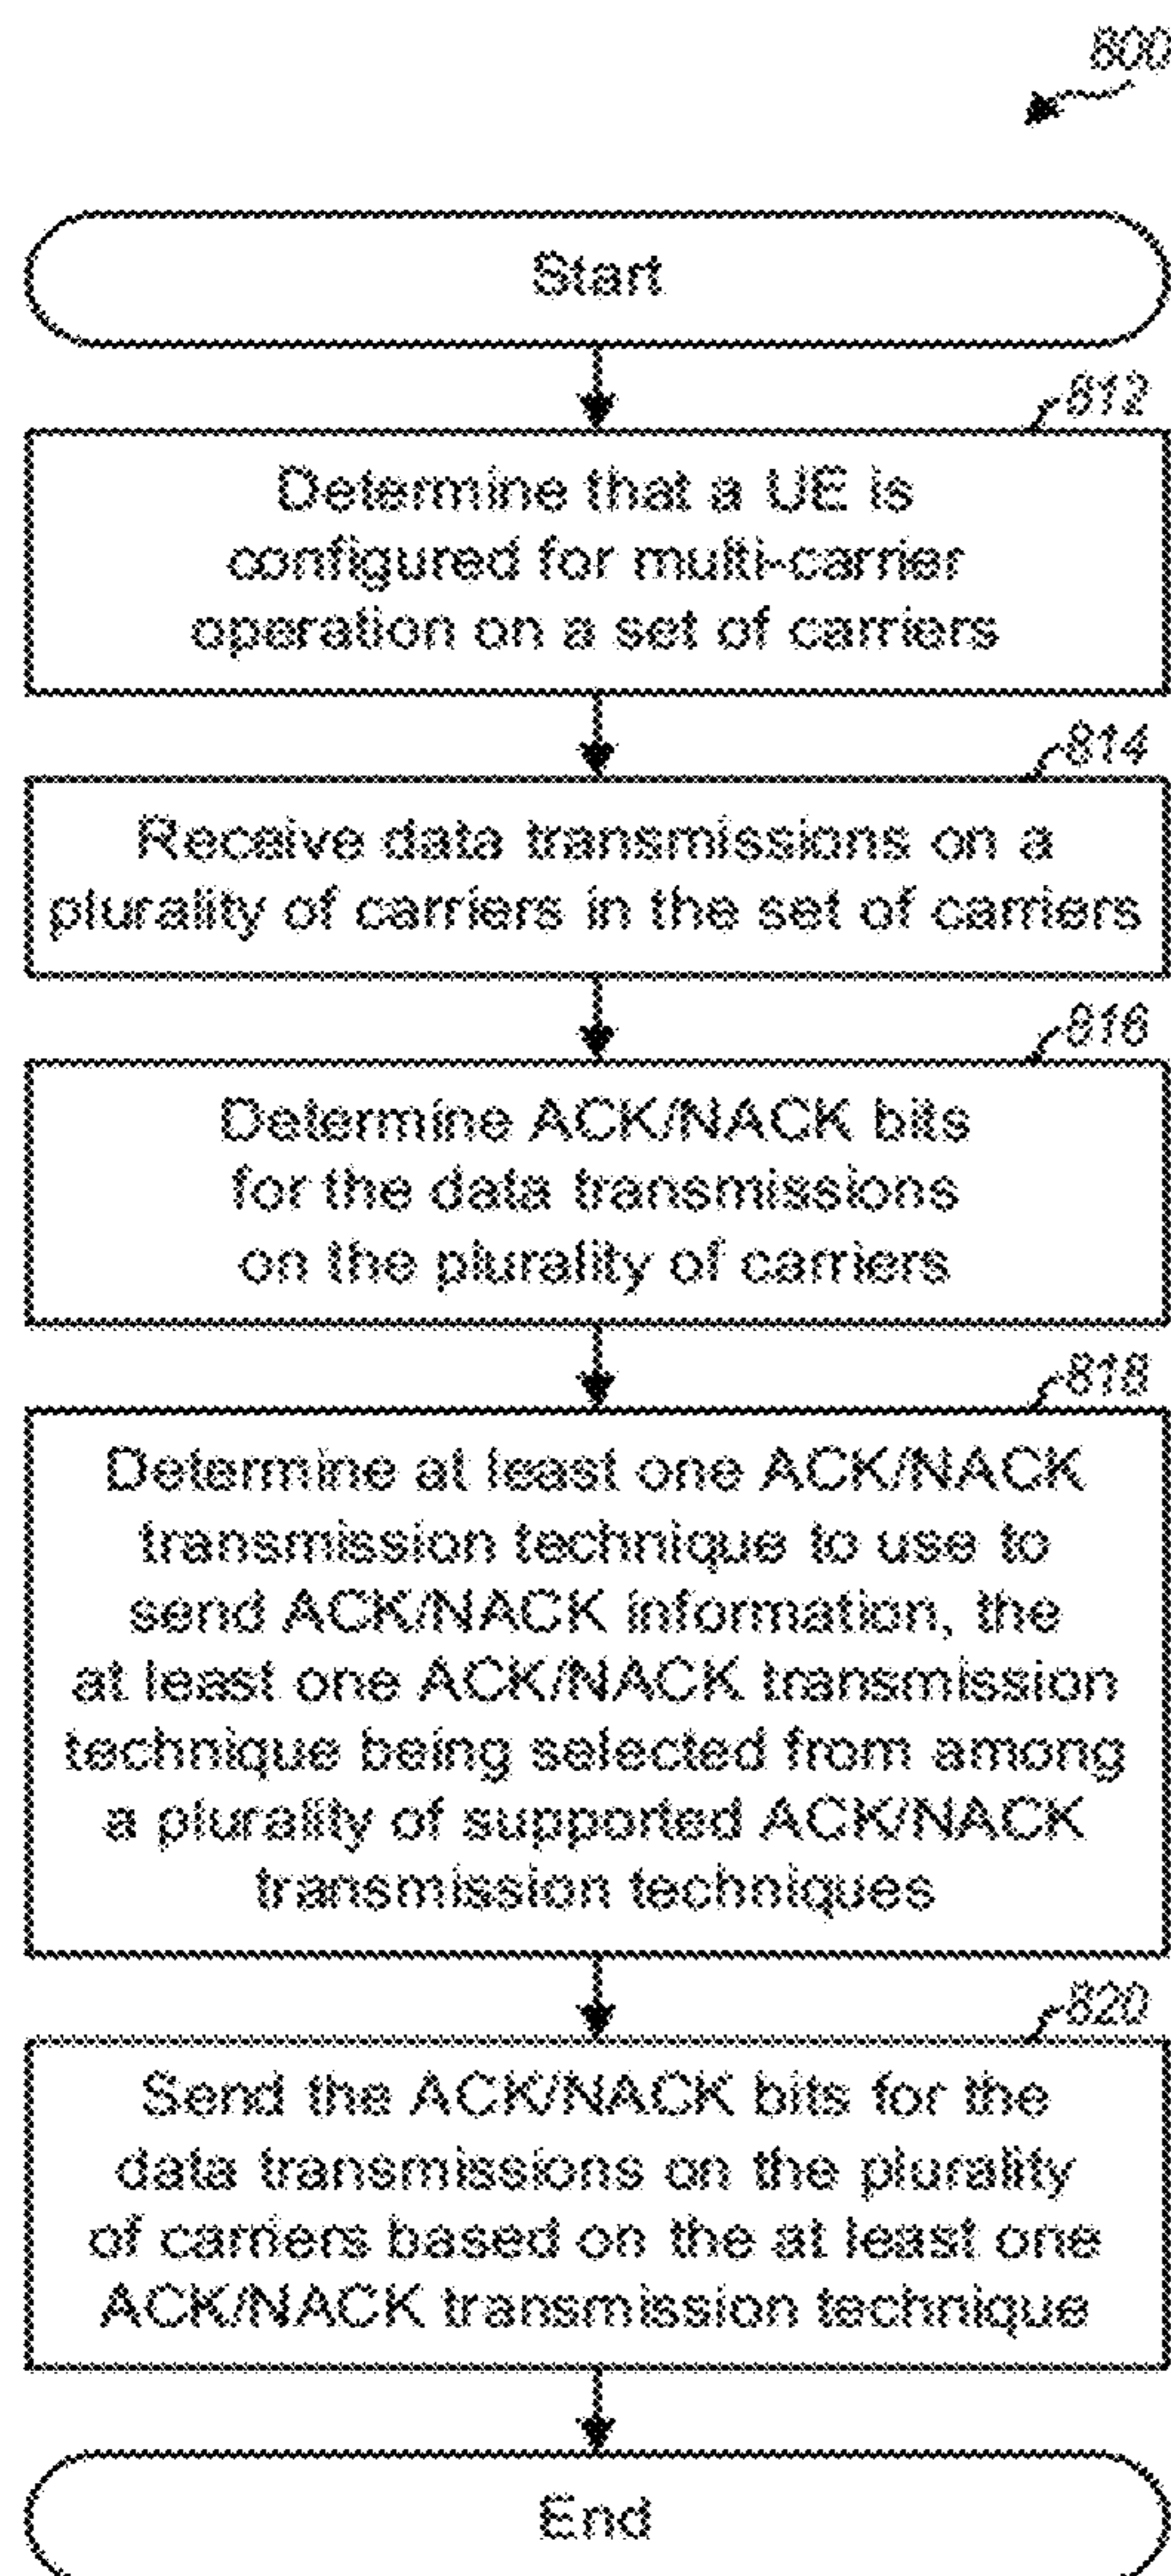 800
Start
812
Determine that a UE is
configured for multi-carrier
operation on a set of carriers
814
Receive data transmissions on a
plurality of carriers in the set of carriers
816
Determine ACK/NACK bits
for the data transmissions
on the plurality of carriers
818
Determine at least one ACK/NACK
transmission technique to use to
send ACK/NACK information, the
at least one ACK/NACK transmission
technique being selected from among
a plurality of supported ACK/NACK
transmission techniques
820
Send the ACK/NACK bits for the
data transmissions on the plurality
of carriers based on the at least one
ACK/NACK transmission technique
End